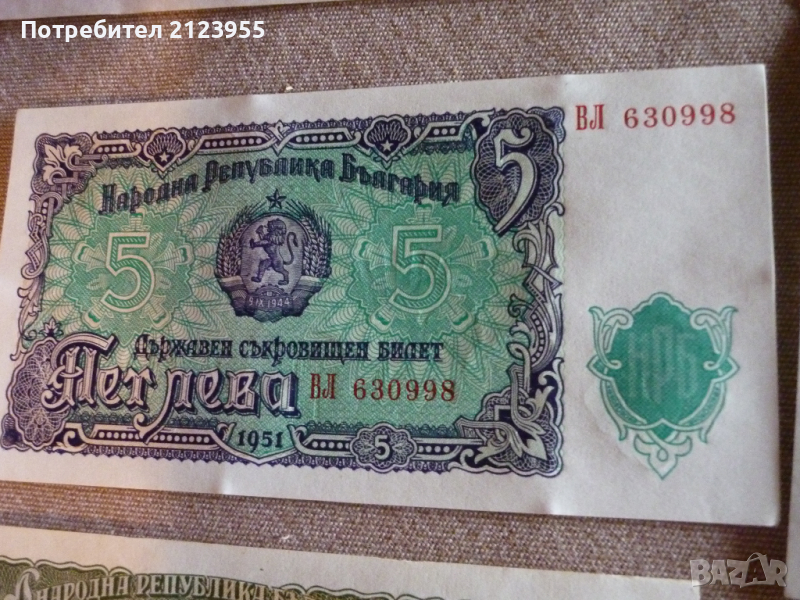 Потребител 2123955
ВЛ 630998
5
Народна Република България
5
5
9 IX 1944
Държавен съкровищен билет
Пет лева
ВЛ 630998
1951
5
НРБ
НАРОДНА РЕПУБЛИКА
BAZAR